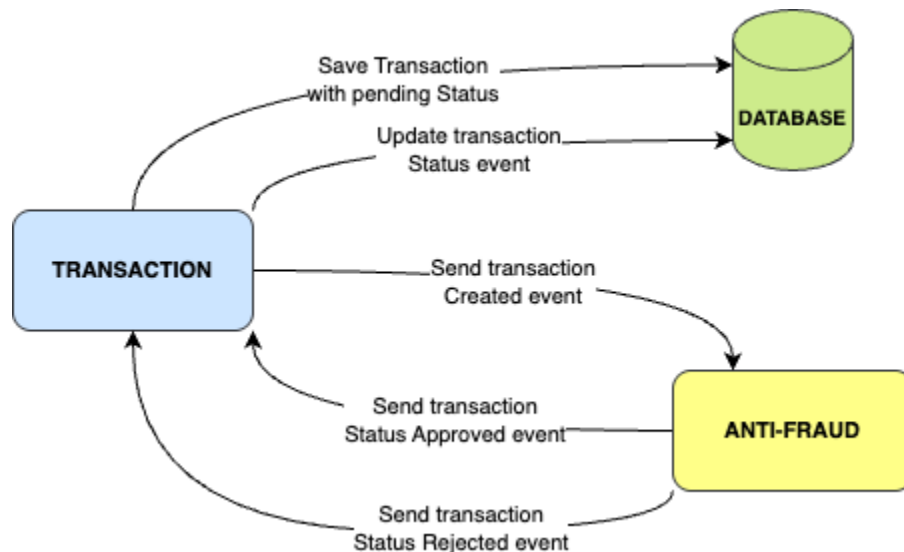 Save Transaction
with pending Status
DATABASE
Update transaction
Status event
TRANSACTION
Send transaction
Created event
Send transaction
Status Approved event
ANTI-FRAUD
Send transaction
Status Rejected event